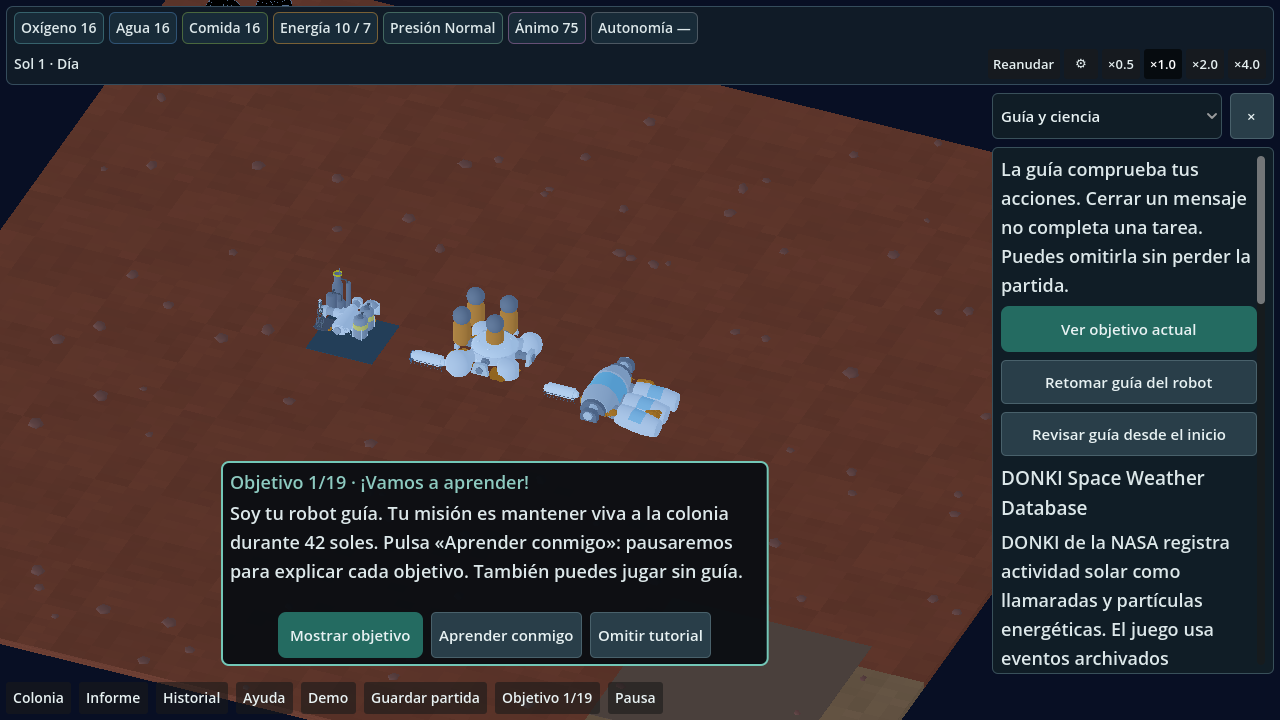 Oxígeno 16 Agua 16 Comida 16 Energía 10 / 7 Presión Normal Ánimo 75 Autonomía —
Sol 1 · Día
Reanudar ⚙ ×0.5 ×1.0 ×2.0 ×4.0
Guía y ciencia ×
La guía comprueba tus
acciones. Cerrar un mensaje
no completa una tarea.
Puedes omitirla sin perder la
partida.
Ver objetivo actual
Retomar guía del robot
Revisar guía desde el inicio
DONKI Space Weather
Database
DONKI de la NASA registra
actividad solar como
llamaradas y partículas
energéticas. El juego usa
eventos archivados
Objetivo 1/19 · ¡Vamos a aprender!
Soy tu robot guía. Tu misión es mantener viva a la colonia
durante 42 soles. Pulsa «Aprender conmigo»: pausaremos
para explicar cada objetivo. También puedes jugar sin guía.
Mostrar objetivo Aprender conmigo Omitir tutorial
Colonia Informe Historial Ayuda Demo Guardar partida Objetivo 1/19 Pausa